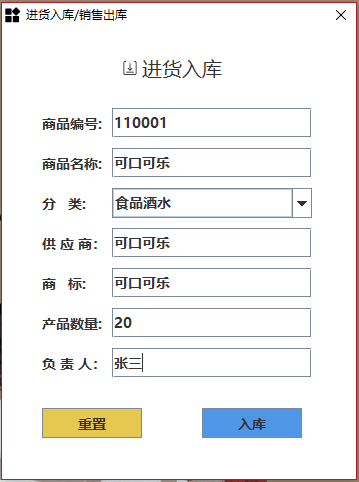 进货入库/销售出库
进货入库
商品编号: 110001
商品名称: 可口可乐
分 类: 食品酒水
供 应 商: 可口可乐
商 标: 可口可乐
产品数量: 20
负 责 人: 张三
重置 入库